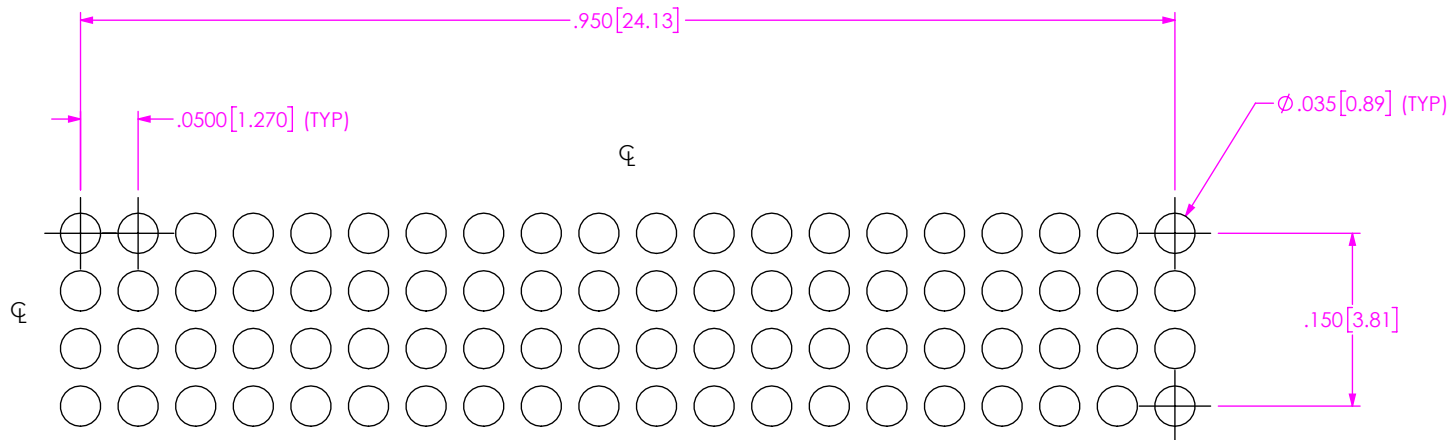 .950[24.13]
.0500[1.270] (TYP)
Ø.035[0.89] (TYP)
℄
℄
.150[3.81]